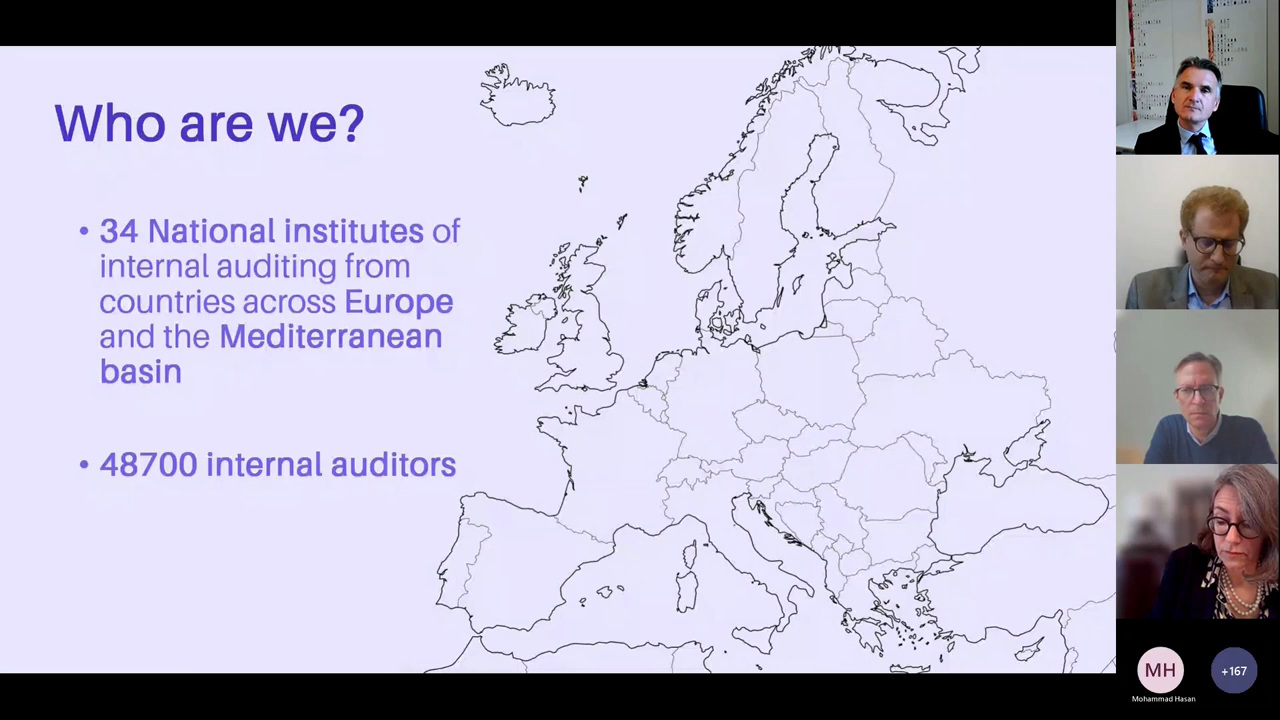 Who are we?
• 34 National institutes of
internal auditing from
countries across Europe
and the Mediterranean
basin
• 48700 internal auditors
MH
+167
Mohammad Hasan